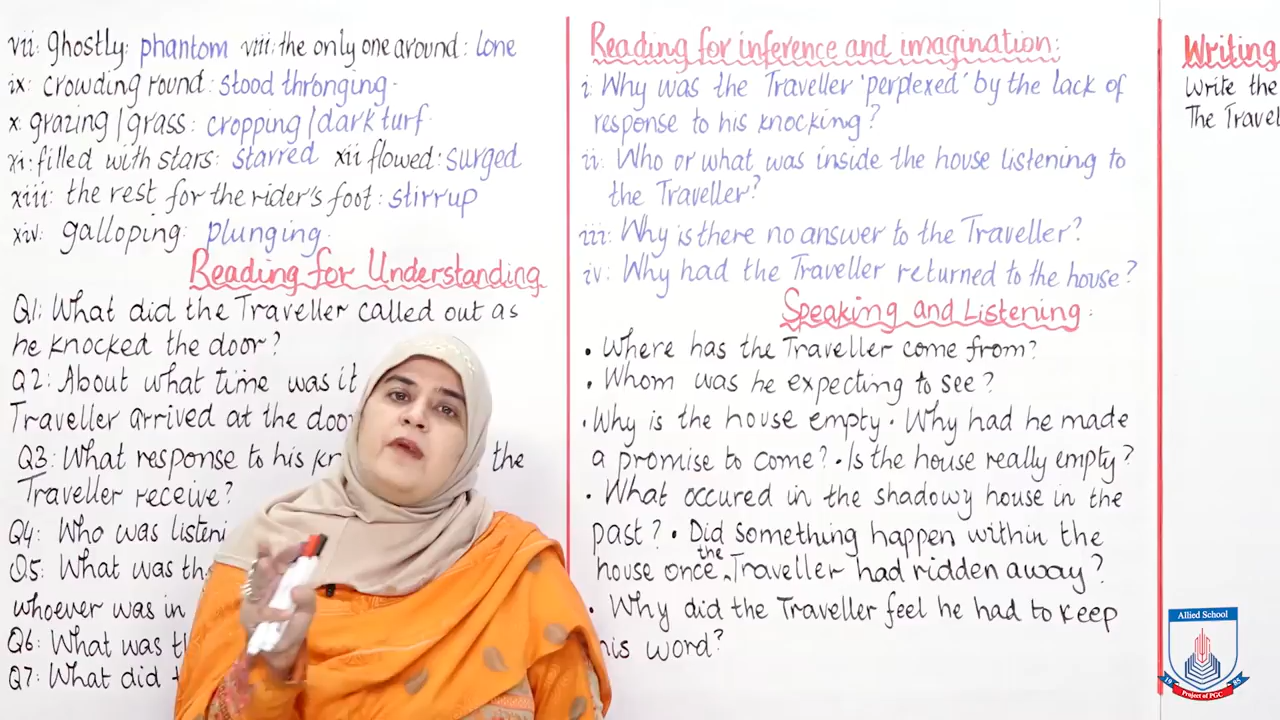 vii: ghostly: phantom viii: the only one around: lone
ix: crowding round: stood thronging.
x: grazing/grass: cropping/dark turf.
xi: filled with stars: starred xii flowed: surged
xiii: the rest for the rider's foot: stirrup
xiv: galloping: plunging.
Reading for Understanding
Q1: What did the Traveller called out as
he knocked the door?
Q2: About what time was it
Traveller arrived at the door
Q3: What response to his the
Traveller receive?
Q4: Who was
Q5: What was
whoever was in
Q6: What was
Q7: What did
Reading for inference and imagination:
i: Why was the Traveller 'perplexed' by the lack of
response to his knocking?
ii: Who or what was inside the house listening to
the Traveller?
iii: Why is there no answer to the Traveller?
iv: Why had the Traveller returned to the house?
Speaking and Listening:
• Where has the Traveller come from?
• Whom was he expecting to see?
• Why is the house empty • Why had he made
a promise to come? • Is the house really empty?
• What occured in the shadowy house in the
past? • Did something happen within the
house once the Traveller had ridden away?
• Why did the Traveller feel he had to keep
his word?
Writing
Write the
The Travel
Allied School
19 85
Project of PGC